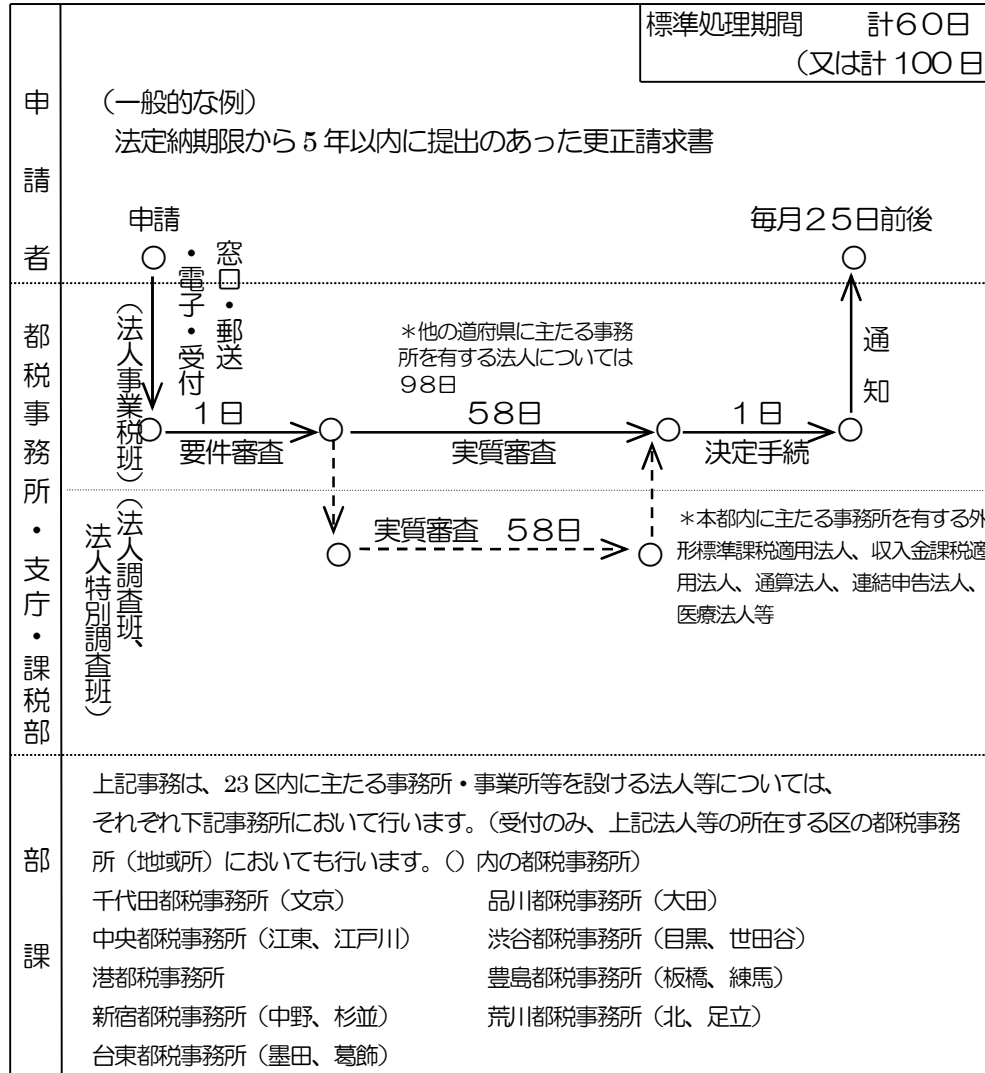 標準処理期間　計６０日
（又は計 100 日
申請者
（一般的な例）
法定納期限から 5 年以内に提出のあった更正請求書
申請
毎月２５日前後
窓口・郵送
・電子・受付
都税事務所・支庁・課税部
（法人事業税班）
＊他の道府県に主たる事務
所を有する法人については
９８日
通知
１日
５８日
１日
要件審査
実質審査
決定手続
（法人調査班、
法人特別調査班）
実質審査　５８日
＊本都内に主たる事務所を有する外
形標準課税適用法人、収入金課税適
用法人、通算法人、連結申告法人、
医療法人等
部課
上記事務は、23 区内に主たる事務所・事業所等を設ける法人等については、
それぞれ下記事務所において行います。（受付のみ、上記法人等の所在する区の都税事務
所（地域所）においても行います。（）内の都税事務所）
千代田都税事務所（文京）　品川都税事務所（大田）
中央都税事務所（江東、江戸川）　渋谷都税事務所（目黒、世田谷）
港都税事務所　豊島都税事務所（板橋、練馬）
新宿都税事務所（中野、杉並）　荒川都税事務所（北、足立）
台東都税事務所（墨田、葛飾）